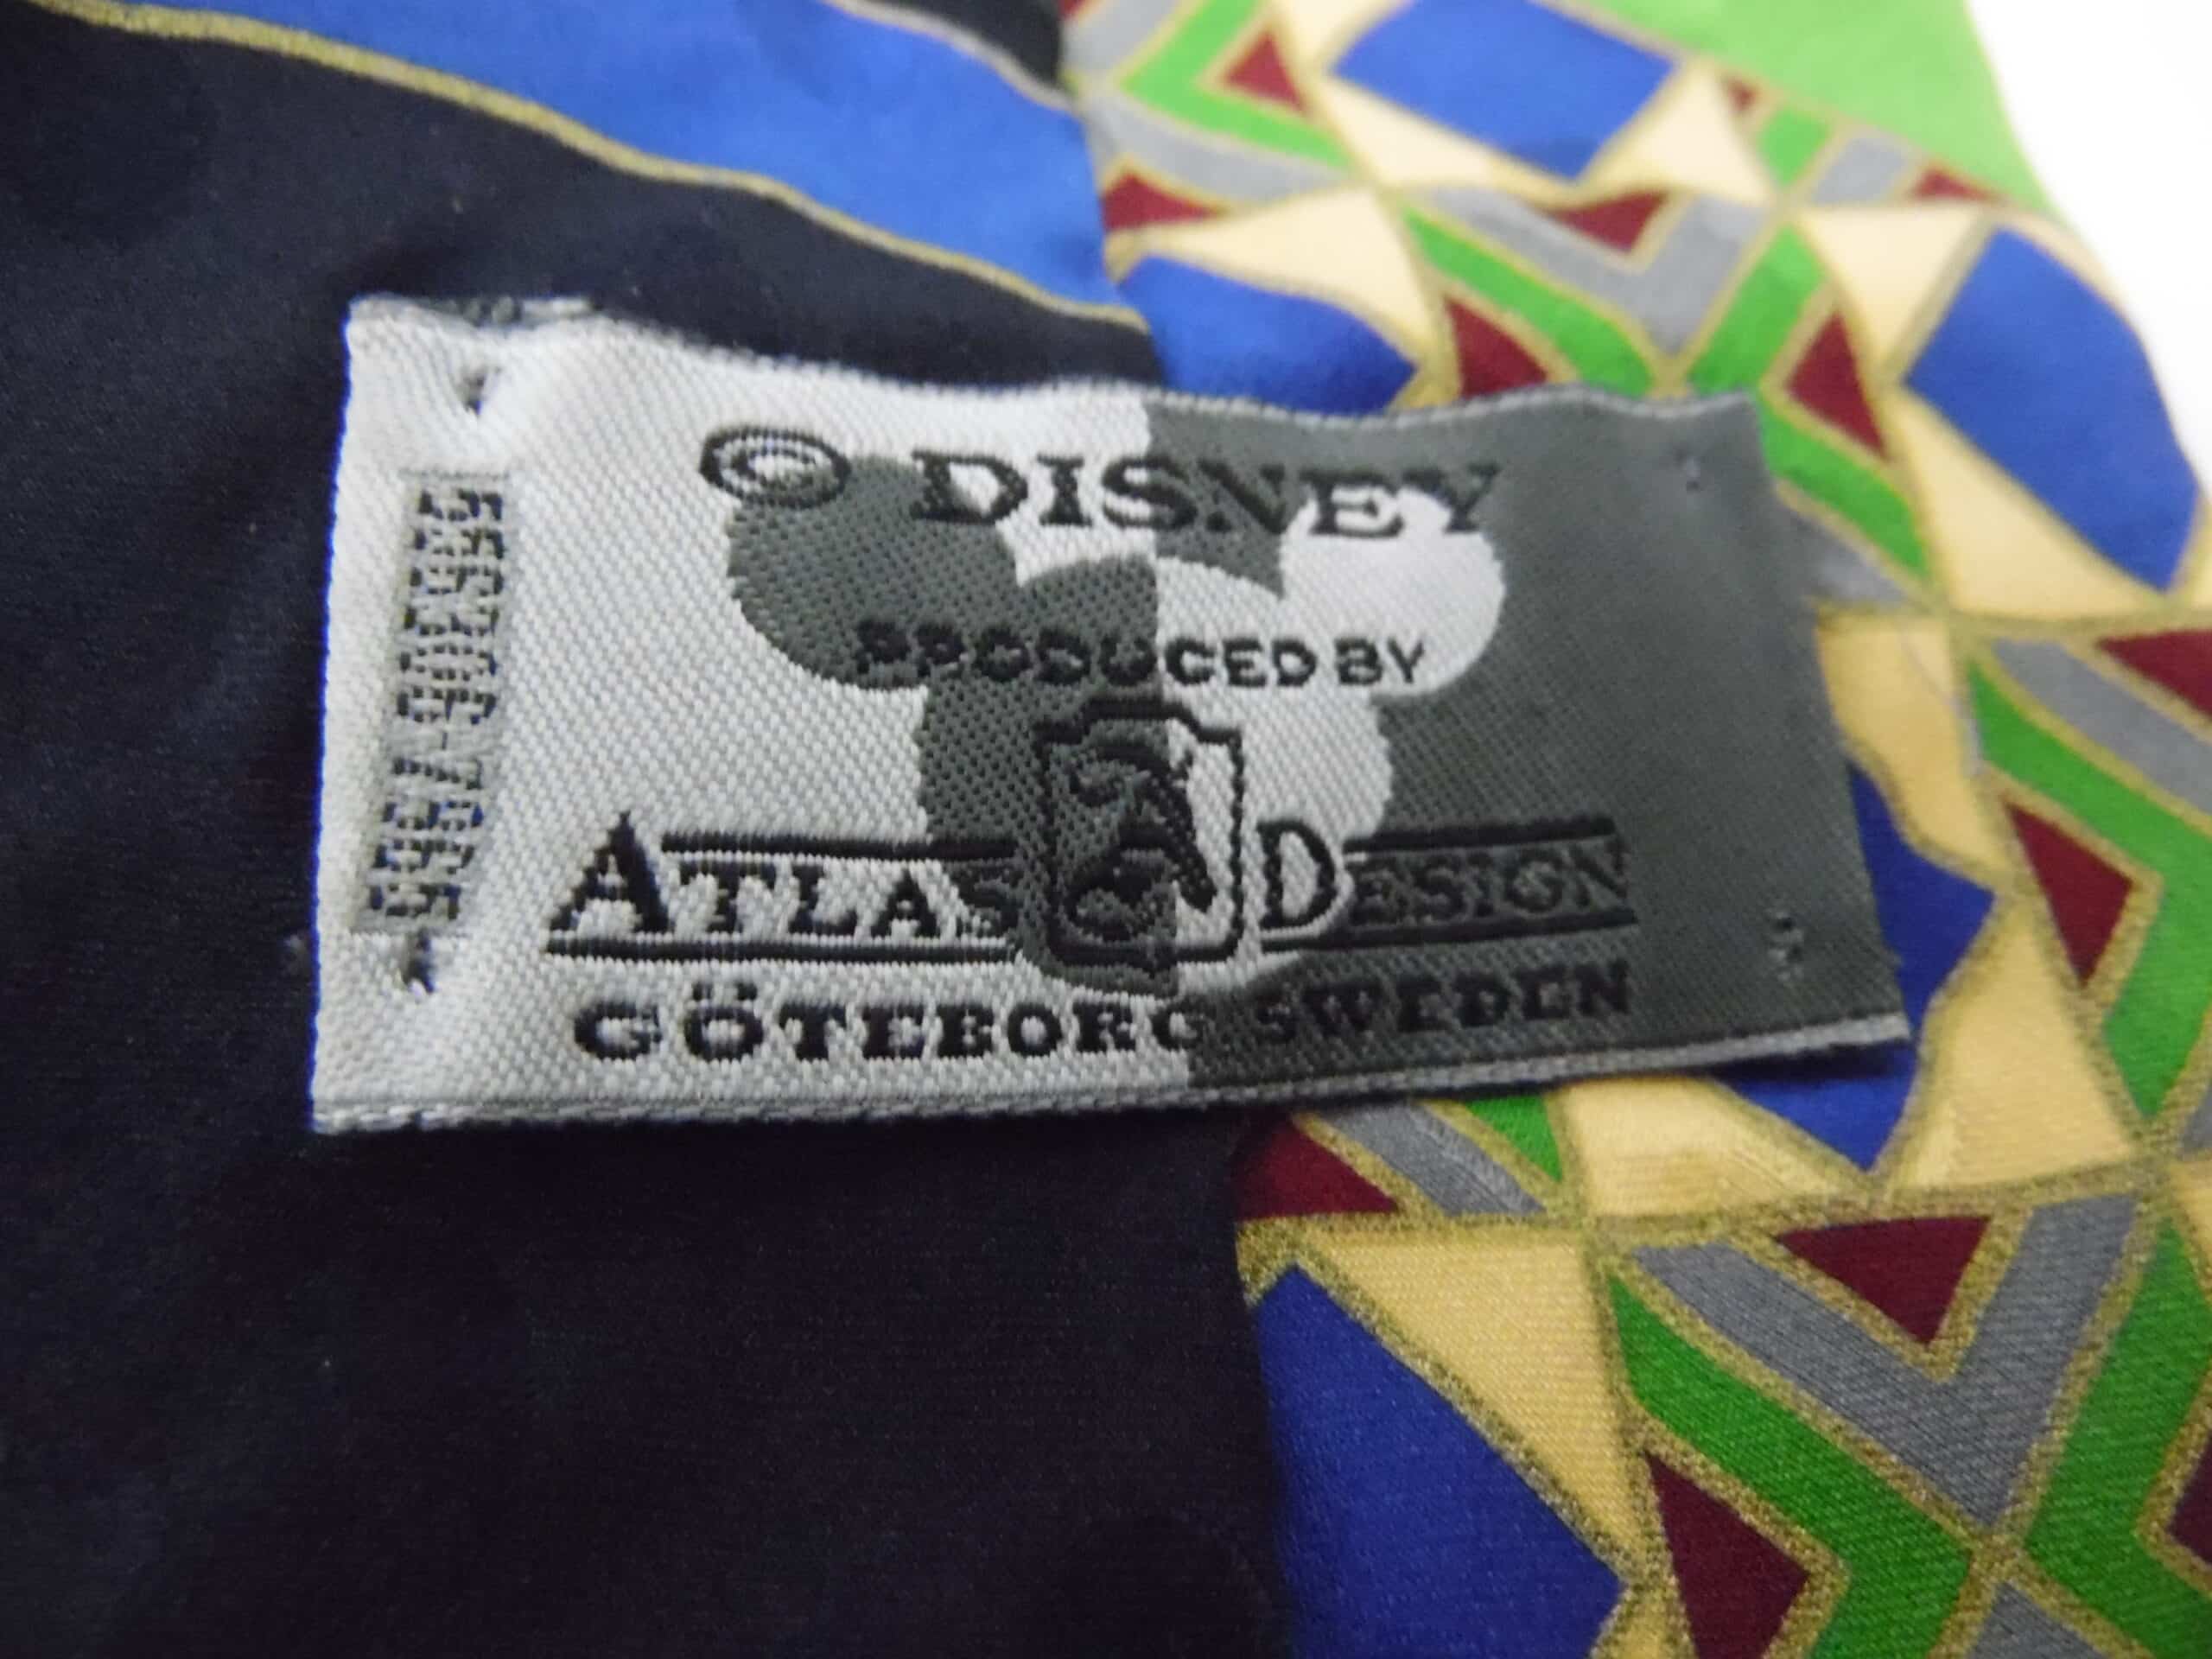 © DISNEY
PRODUCED BY
ATLAS DESIGN
GÖTEBORG SWEDEN